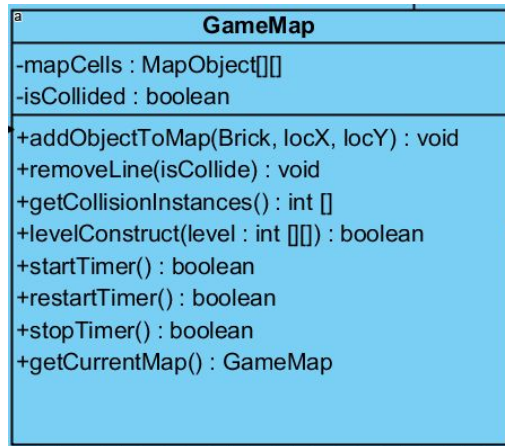 a
GameMap
-mapCells : MapObject[][]
-isCollided : boolean
+addObjectToMap(Brick, locX, locY) : void
+removeLine(isCollide) : void
+getCollisionInstances() : int []
+levelConstruct(level : int [][]) : boolean
+startTimer() : boolean
+restartTimer() : boolean
+stopTimer() : boolean
+getCurrentMap() : GameMap